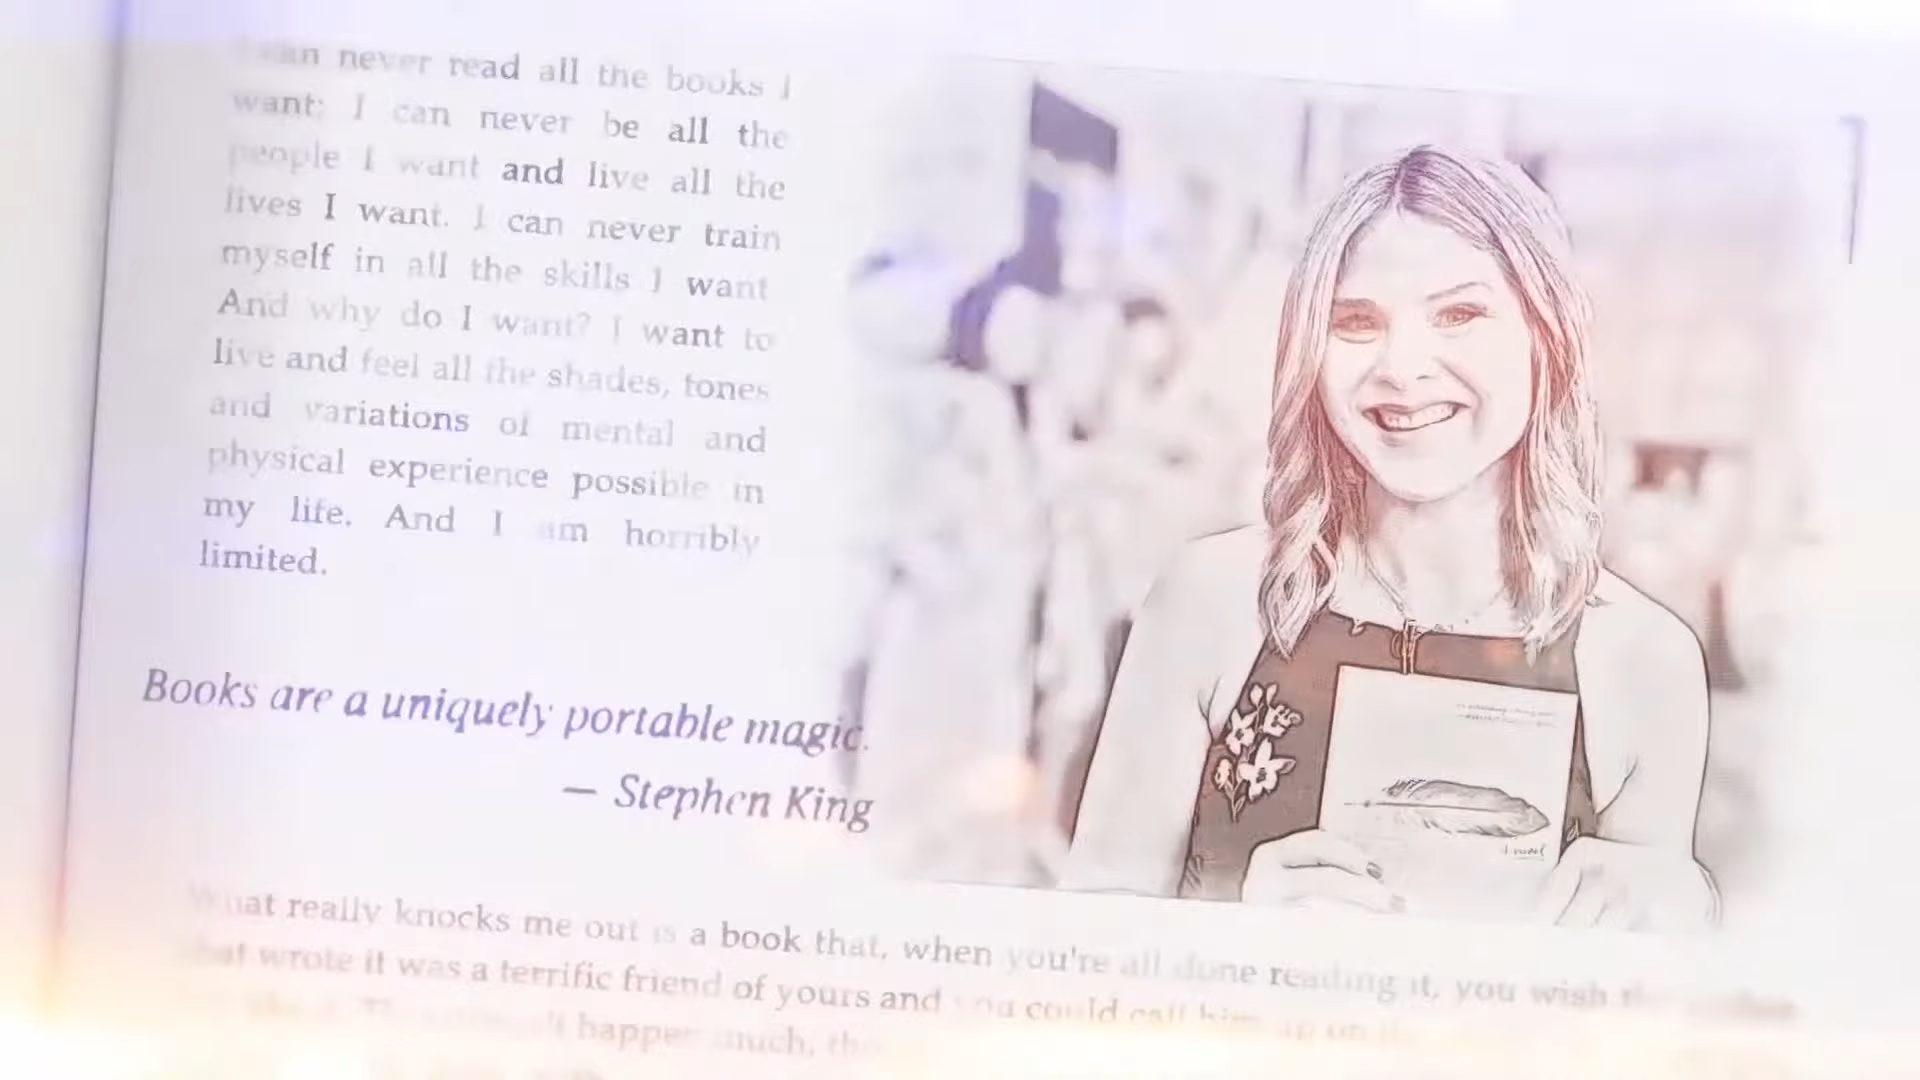 can never read all the books I
want; I can never be all the
people I want and live all the
lives I want. I can never train
myself in all the skills I want
And why do I want? I want to
live and feel all the shades, tones
and variations of mental and
physical experience possible in
my life. And I am horribly
limited.
Books are a uniquely portable magic.
— Stephen King
What really knocks me out is a book that, when you're all done reading it, you wish
that wrote it was a terrific friend of yours and you could call him up on
happen much,